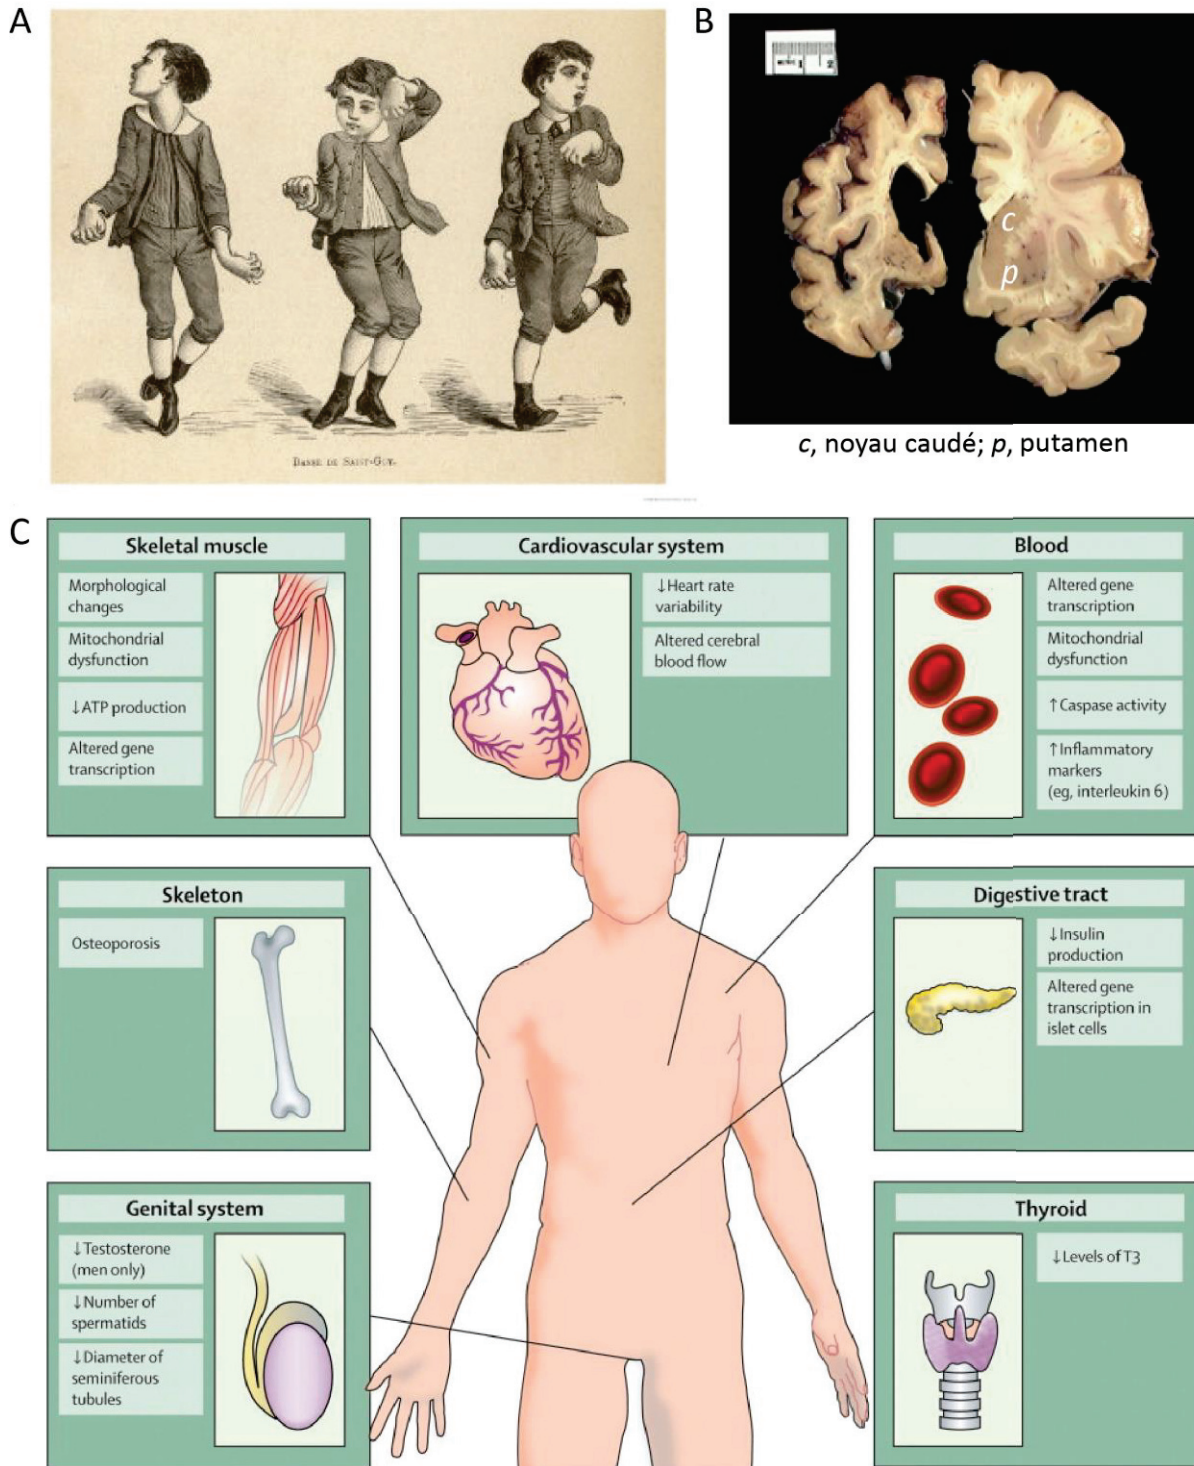 A
B
DANSE DE SAINT-GUY.
c
p
c, noyau caudé; p, putamen
C
Skeletal muscle
Morphological
changes
Mitochondrial
dysfunction
↓ATP production
Altered gene
transcription
Cardiovascular system
↓Heart rate
variability
Altered cerebral
blood flow
Blood
Altered gene
transcription
Mitochondrial
dysfunction
↑Caspase activity
↑Inflammatory
markers
(eg, interleukin 6)
Skeleton
Osteoporosis
Digestive tract
↓Insulin
production
Altered gene
transcription in
islet cells
Genital system
↓Testosterone
(men only)
↓Number of
spermatids
↓Diameter of
seminiferous
tubules
Thyroid
↓Levels of T3